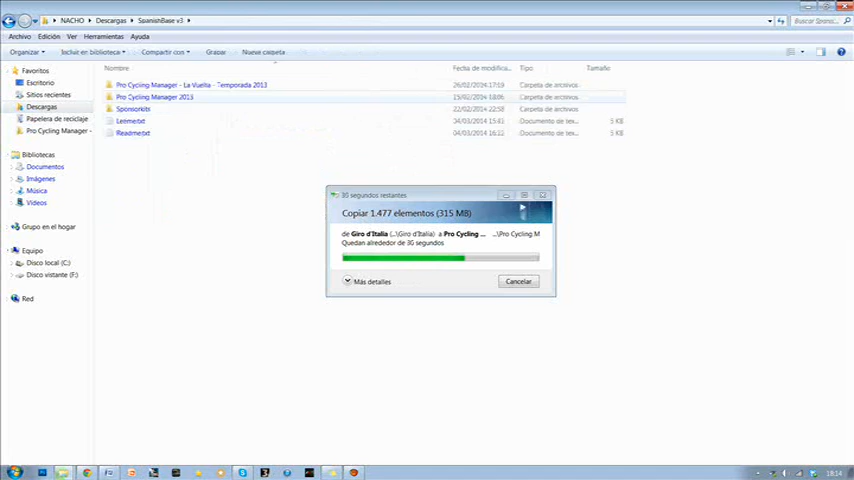 NACHO ▸ Descargas ▸ SpanishBase v3 ▸
Buscar Spanis...
Archivo Edición Ver Herramientas Ayuda
Organizar Incluir en biblioteca Compartir con Grabar Nueva carpeta
Nombre Fecha de modifica... Tipo Tamaño
Favoritos
Escritorio
Sitios recientes
Descargas
Papelera de reciclaje
Pro Cycling Manager -
Bibliotecas
Documentos
Imágenes
Música
Vídeos
Grupo en el hogar
Equipo
Disco local (C:)
Disco vistante (F:)
Red
Pro Cycling Manager - La Vuelta - Temporada 2013 26/02/2014 17:59 Carpeta de archivos
Pro Cycling Manager 2013 15/02/2014 18:06 Carpeta de archivos
Sponsorkits 22/02/2014 22:58 Carpeta de archivos
Leeme.txt 04/03/2014 15:41 Documento de tex... 5 KB
Readme.txt 04/03/2014 16:22 Documento de tex... 5 KB
36 segundos restantes
Copiar 1.477 elementos (315 MB)
de Giro d'Italia (...\Giro d'Italia) a Pro Cycling ... ...\Pro Cycling M
Quedan alrededor de 36 segundos
Más detalles
Cancelar
18:14